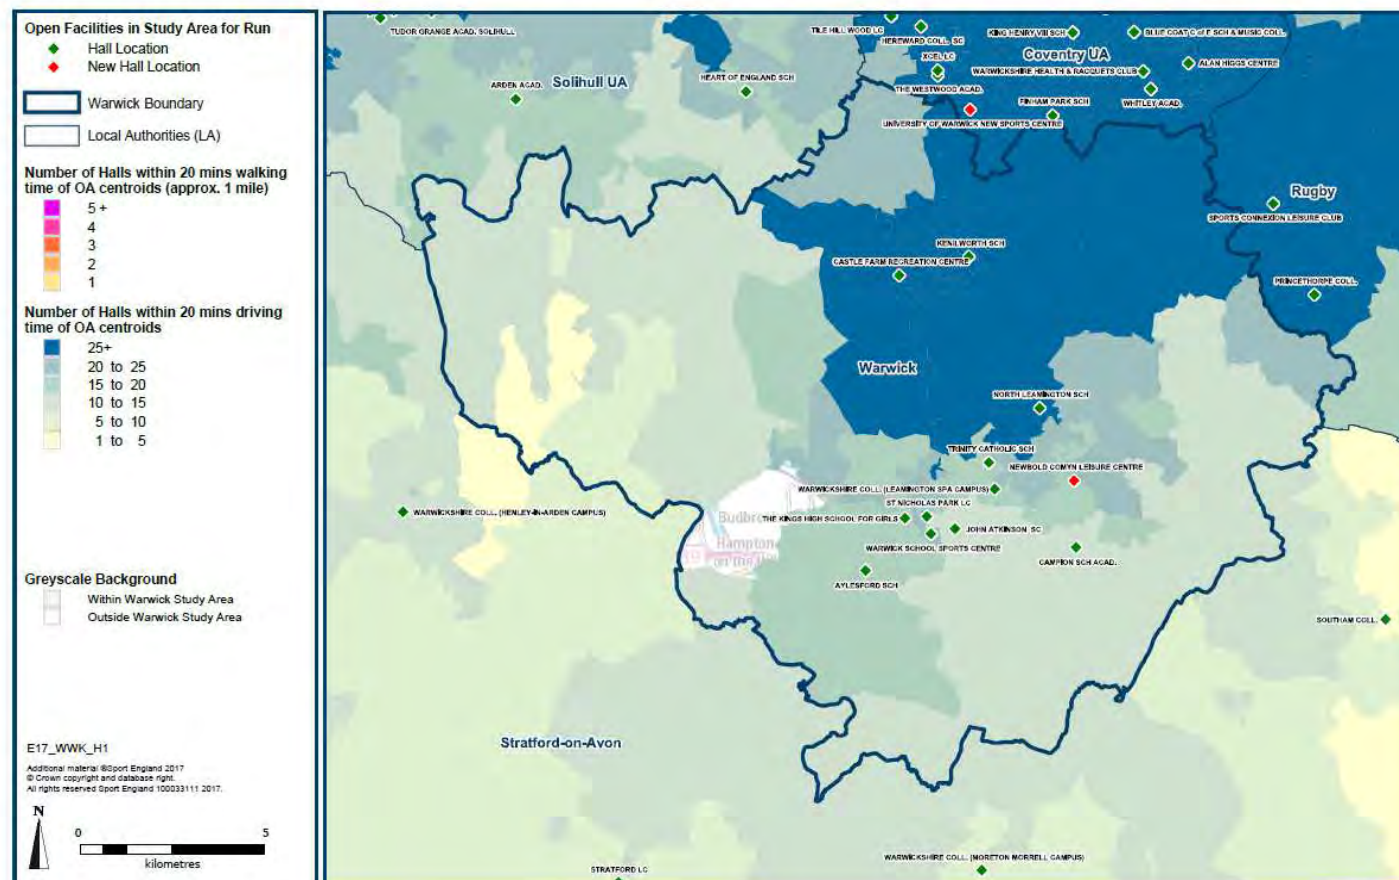 Open Facilities in Study Area for Run
Hall Location
New Hall Location
Warwick Boundary
Local Authorities (LA)
Number of Halls within 20 mins walking
time of OA centroids (approx. 1 mile)
5 +
4
3
2
1
Number of Halls within 20 mins driving
time of OA centroids
25+
20 to 25
15 to 20
10 to 15
5 to 10
1 to 5
Greyscale Background
Within Warwick Study Area
Outside Warwick Study Area
E17_WWK_H1
Additional material ®Sport England 2017
© Crown copyright and database right.
All rights reserved Sport England 100033111 2017.
N
0 5
kilometres
TUDOR GRANGE ACAD. SOLIHULL
TILE HILL WOOD LC
HEREWARD COLL. SC
KING HENRY VIII SCH
BLUE COAT C of E SCH & MUSIC COLL.
Coventry UA
XCEL LC
WARWICKSHIRE HEALTH & RACQUETS CLUB
ALAN HIGGS CENTRE
Solihull UA
HEART OF ENGLAND SCH
ARDEN ACAD.
THE WESTWOOD ACAD.
WHITLEY ACAD.
FINHAM PARK SCH
UNIVERSITY OF WARWICK NEW SPORTS CENTRE
Rugby
SPORTS CONNEXION LEISURE CLUB
KENILWORTH SCH
CASTLE FARM RECREATION CENTRE
PRINCETHORPE COLL.
Warwick
NORTH LEAMINGTON SCH
TRINITY CATHOLIC SCH
NEWBOLD COMYN LEISURE CENTRE
WARWICKSHIRE COLL. (LEAMINGTON SPA CAMPUS)
ST NICHOLAS PARK LC
WARWICKSHIRE COLL. (HENLEY-IN-ARDEN CAMPUS)
Budbro
THE KINGS HIGH SCHOOL FOR GIRLS
JOHN ATKINSON SC
Hampton
on the
WARWICK SCHOOL SPORTS CENTRE
CAMPION SCH ACAD.
AYLESFORD SCH
SOUTHAM COLL.
Stratford-on-Avon
WARWICKSHIRE COLL. (MORETON MORRELL CAMPUS)
STRATFORD LC